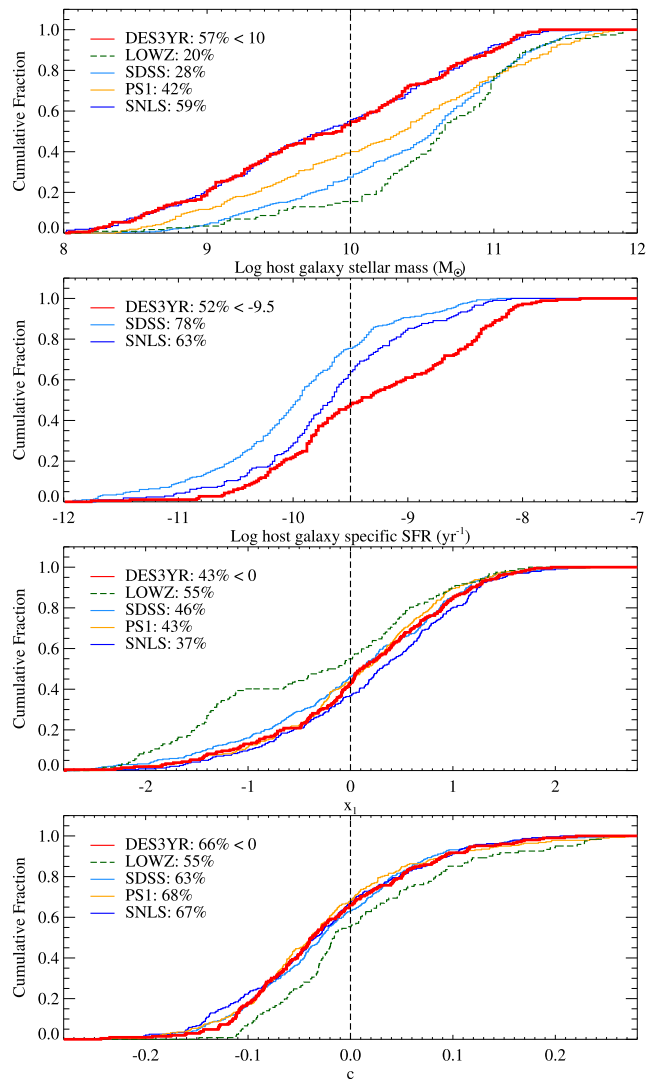 DES3YR: 57% < 10
LOWZ: 20%
SDSS: 28%
PS1: 42%
SNLS: 59%
Cumulative Fraction
1.0
0.8
0.6
0.4
0.2
0.0
8 9 10 11 12
Log host galaxy stellar mass (M☉)
DES3YR: 52% < -9.5
SDSS: 78%
SNLS: 63%
Cumulative Fraction
1.0
0.8
0.6
0.4
0.2
0.0
-12 -11 -10 -9 -8 -7
Log host galaxy specific SFR (yr⁻¹)
DES3YR: 43% < 0
LOWZ: 55%
SDSS: 46%
PS1: 43%
SNLS: 37%
Cumulative Fraction
1.0
0.8
0.6
0.4
0.2
0.0
-2 -1 0 1 2
x₁
DES3YR: 66% < 0
LOWZ: 55%
SDSS: 63%
PS1: 68%
SNLS: 67%
Cumulative Fraction
1.0
0.8
0.6
0.4
0.2
0.0
-0.2 -0.1 0.0 0.1 0.2
c